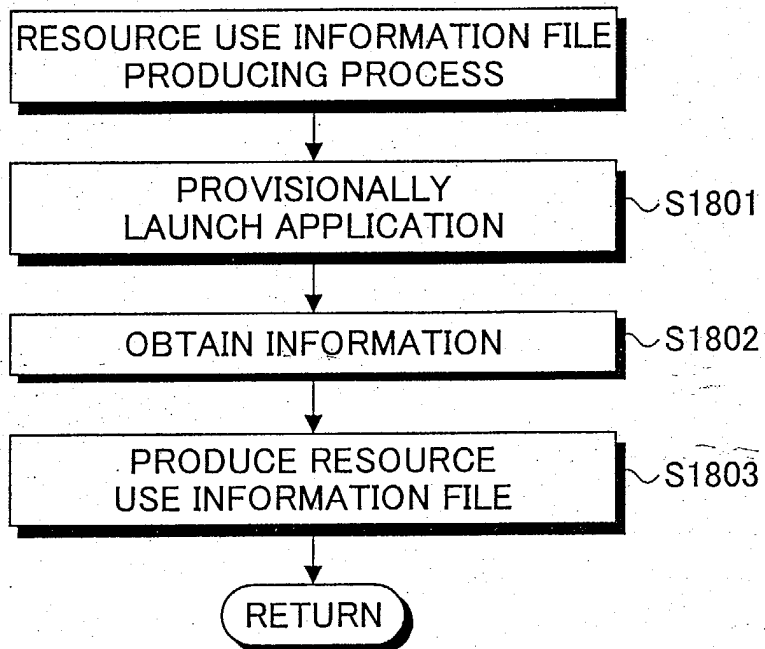 RESOURCE USE INFORMATION FILE
PRODUCING PROCESS
PROVISIONALLY
LAUNCH APPLICATION
S1801
OBTAIN INFORMATION
S1802
PRODUCE RESOURCE
USE INFORMATION FILE
S1803
RETURN